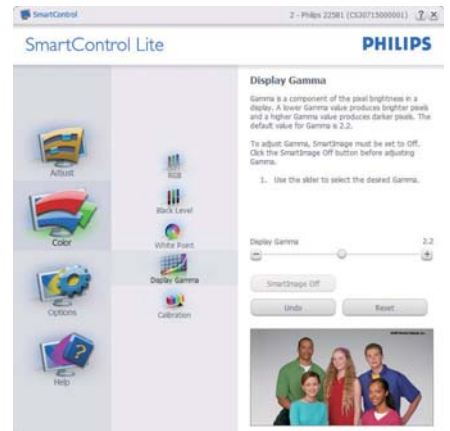 SmartControl
2 - Philips 225B1 (CS30715000001)
SmartControl Lite
PHILIPS
Adjust
Color
Options
Help
RGB
Black Level
White Point
Display Gamma
Calibration
Display Gamma
Gamma is a component of the pixel brightness in a
display. A lower Gamma value produces brighter pixels
and a higher Gamma value produces darker pixels. The
default value for Gamma is 2.2.
To adjust Gamma, SmartImage must be set to Off.
Click the SmartImage Off button before adjusting
Gamma.
1. Use the slider to select the desired Gamma.
Display Gamma 2.2
SmartImage Off
Undo Reset